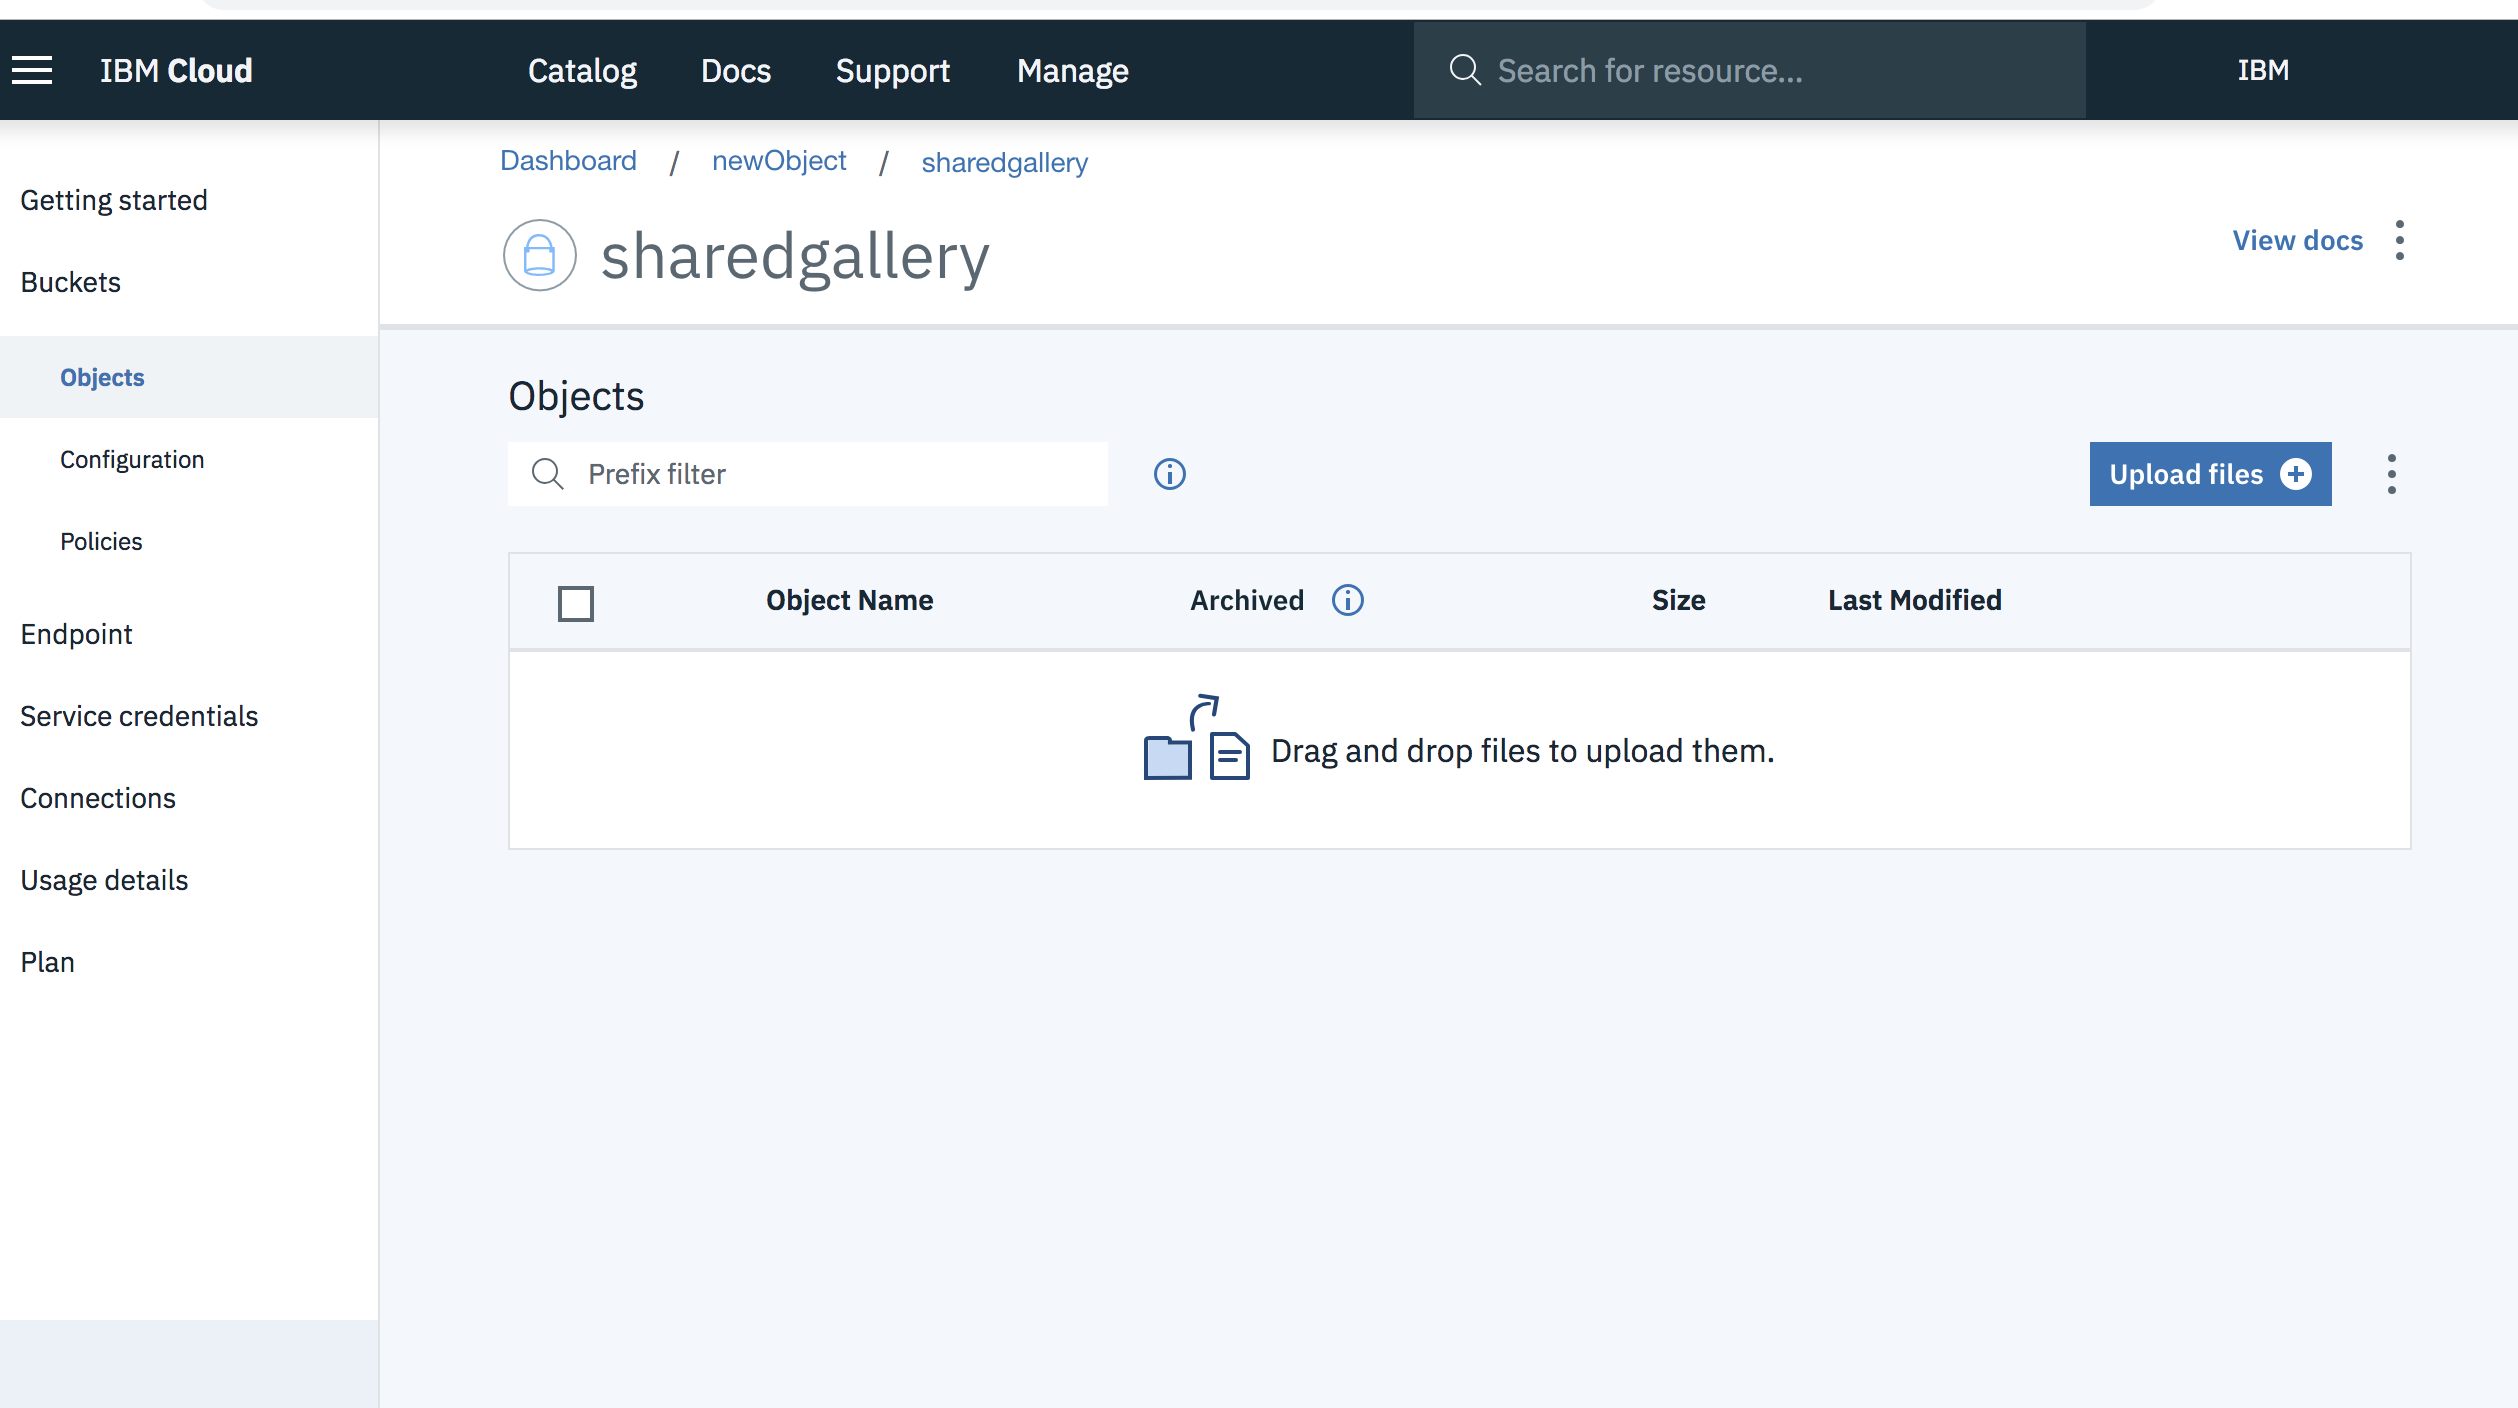 IBM Cloud
Catalog
Docs
Support
Manage
Search for resource...
IBM
Getting started
Buckets
Objects
Configuration
Policies
Endpoint
Service credentials
Connections
Usage details
Plan
Dashboard / newObject / sharedgallery
sharedgallery
View docs
Objects
Prefix filter
Upload files
Object Name
Archived
Size
Last Modified
Drag and drop files to upload them.